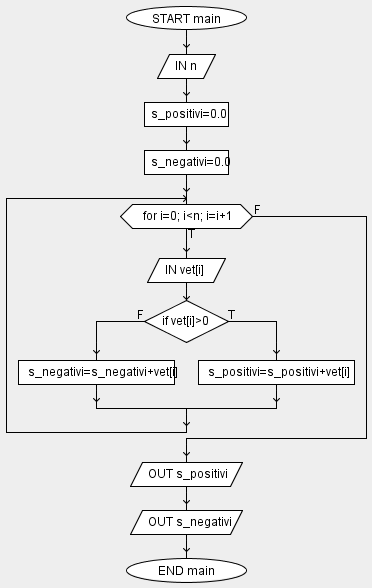 START main
IN n
s_positivi=0.0
s_negativi=0.0
for i=0; i<n; i=i+1
F
T
IN vet[i]
F
if vet[i]>0
T
s_negativi=s_negativi+vet[i]
s_positivi=s_positivi+vet[i]
OUT s_positivi
OUT s_negativi
END main